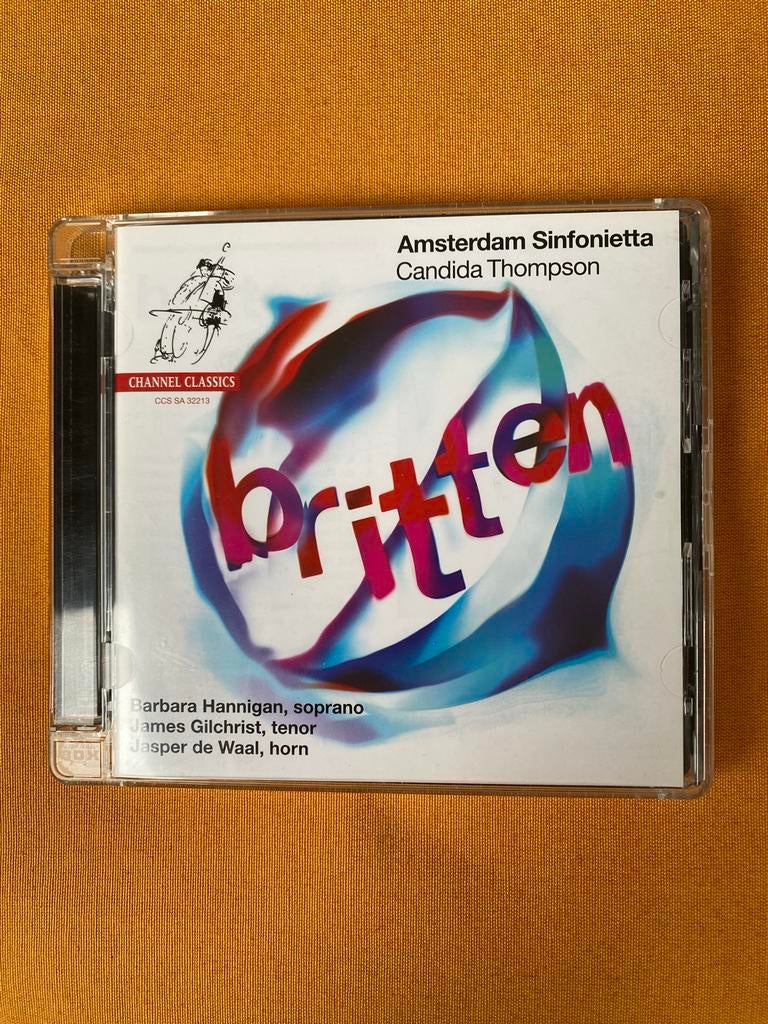 Amsterdam Sinfonietta
Candida Thompson
CHANNEL CLASSICS
CCS SA 32213
britten
Barbara Hannigan, soprano
James Gilchrist, tenor
Jasper de Waal, horn
BOX